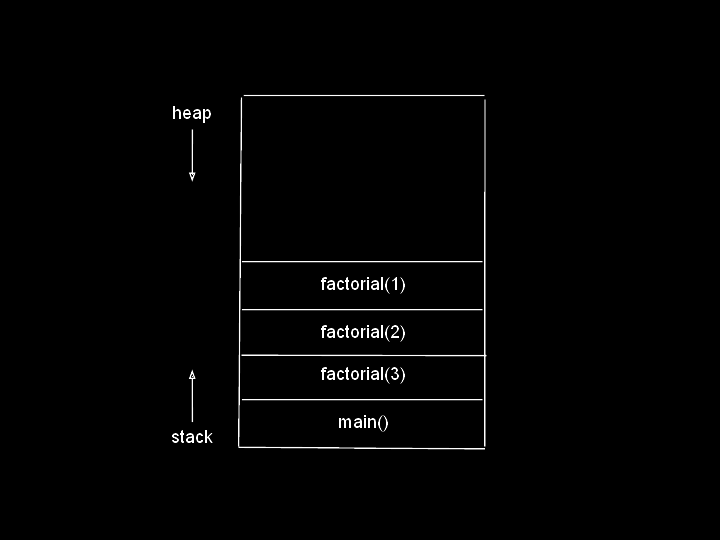 heap
factorial(1)
factorial(2)
factorial(3)
main()
stack